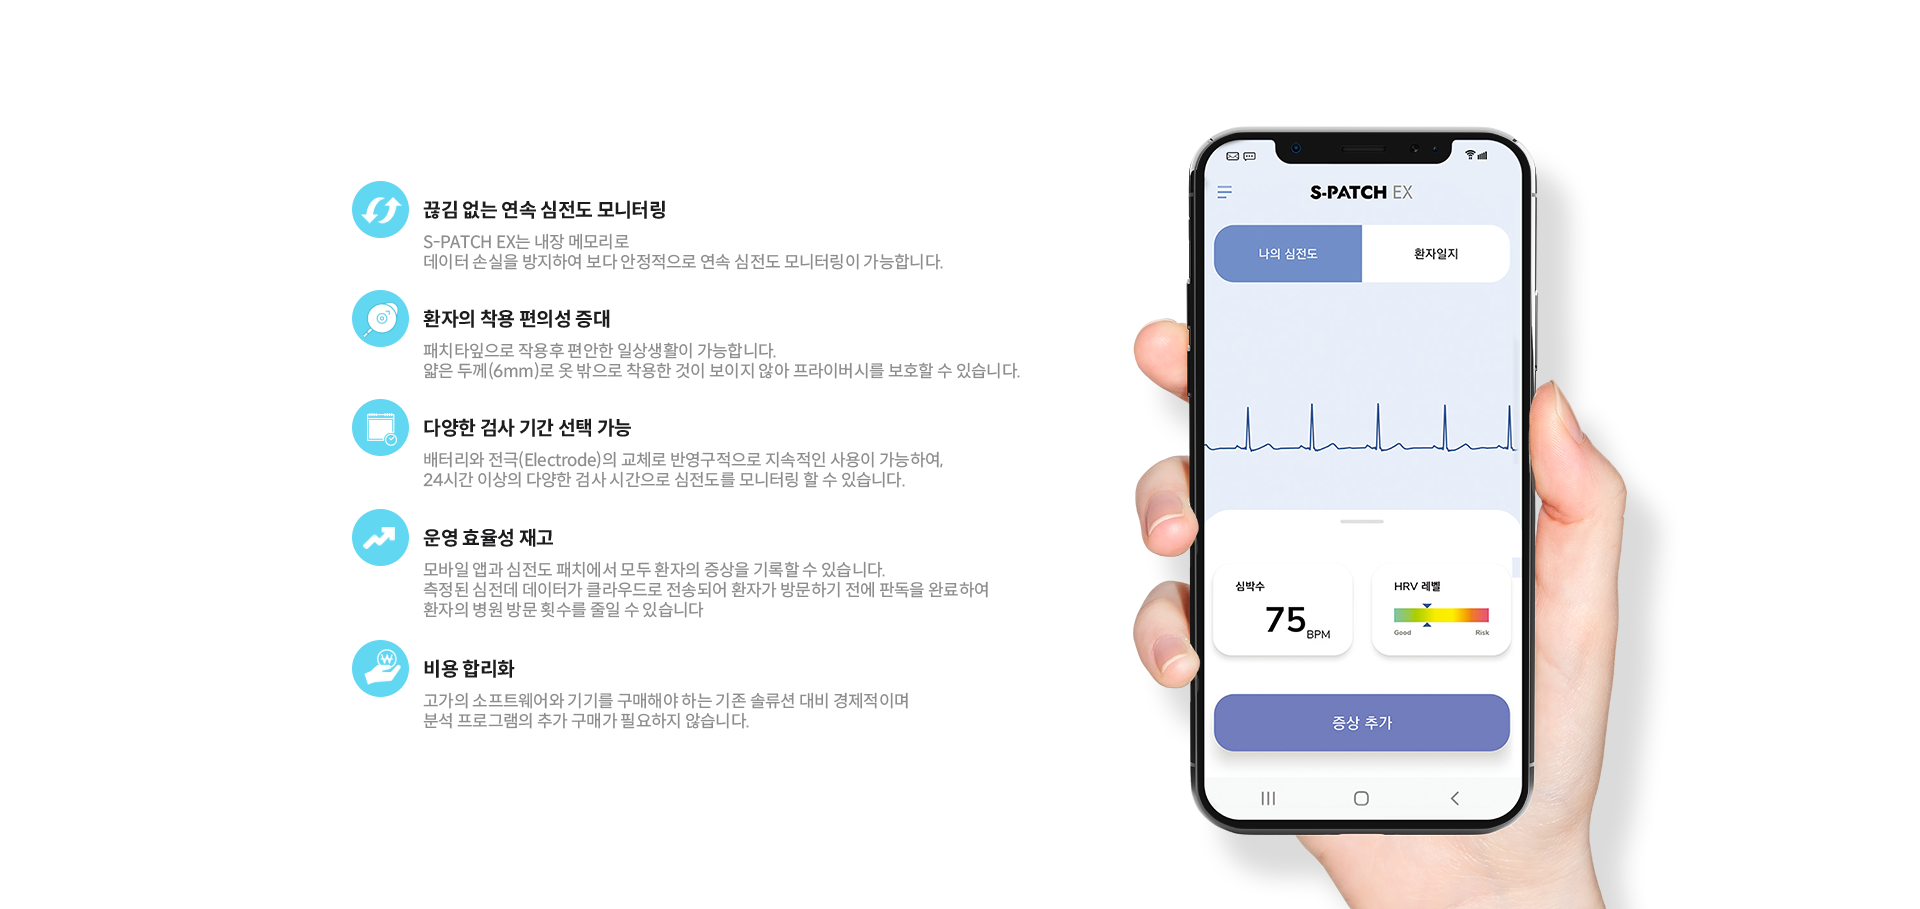 끊김 없는 연속 심전도 모니터링
S-PATCH EX는 내장 메모리로
데이터 손실을 방지하여 보다 안정적으로 연속 심전도 모니터링이 가능합니다.
환자의 착용 편의성 증대
패치타잎으로 작용후 편안한 일상생활이 가능합니다.
얇은 두께(6mm)로 옷 밖으로 착용한 것이 보이지 않아 프라이버시를 보호할 수 있습니다.
다양한 검사 기간 선택 가능
배터리와 전극(Electrode)의 교체로 반영구적으로 지속적인 사용이 가능하여,
24시간 이상의 다양한 검사 시간으로 심전도를 모니터링 할 수 있습니다.
운영 효율성 재고
모바일 앱과 심전도 패치에서 모두 환자의 증상을 기록할 수 있습니다.
측정된 심전데 데이터가 클라우드로 전송되어 환자가 방문하기 전에 판독을 완료하여
환자의 병원 방문 횟수를 줄일 수 있습니다
비용 합리화
고가의 소프트웨어와 기기를 구매해야 하는 기존 솔류션 대비 경제적이며
분석 프로그램의 추가 구매가 필요하지 않습니다.
S-PATCH EX
나의 심전도
환자일지
심박수
75 BPM
HRV 레벨
Good
Risk
증상 추가